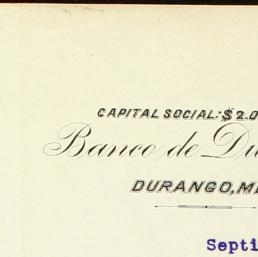 CAPITAL SOCIAL: $2.0
Banco de Du
DURANGO, ME
Septi